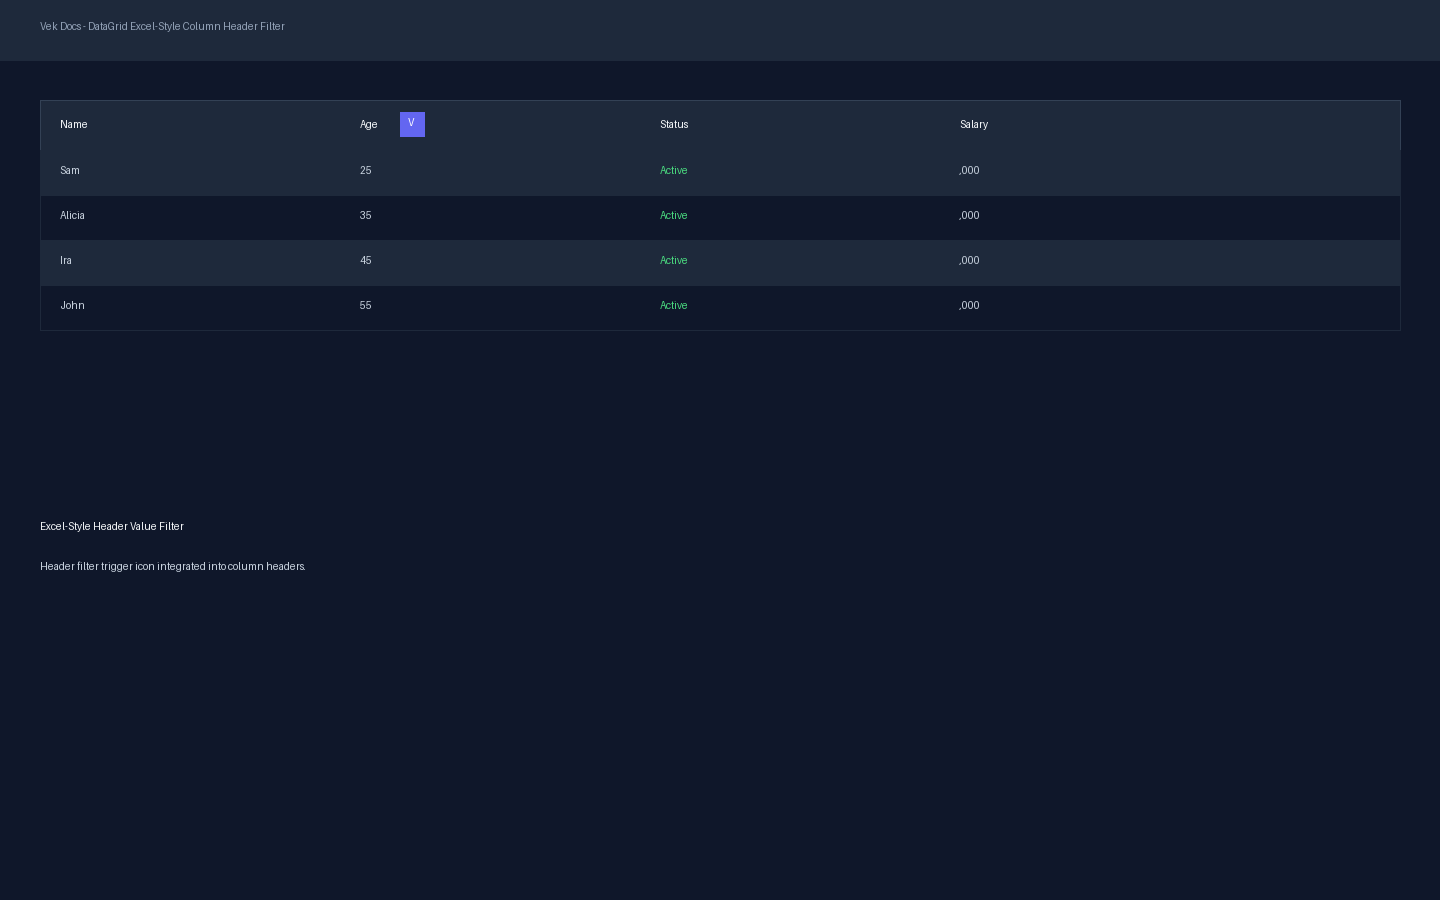 Vek Docs - DataGrid Excel-Style Column Header Filter
Name Age V Status Salary
Sam 25 Active ,000
Alicia 35 Active ,000
Ira 45 Active ,000
John 55 Active ,000
Excel-Style Header Value Filter
Header filter trigger icon integrated into column headers.